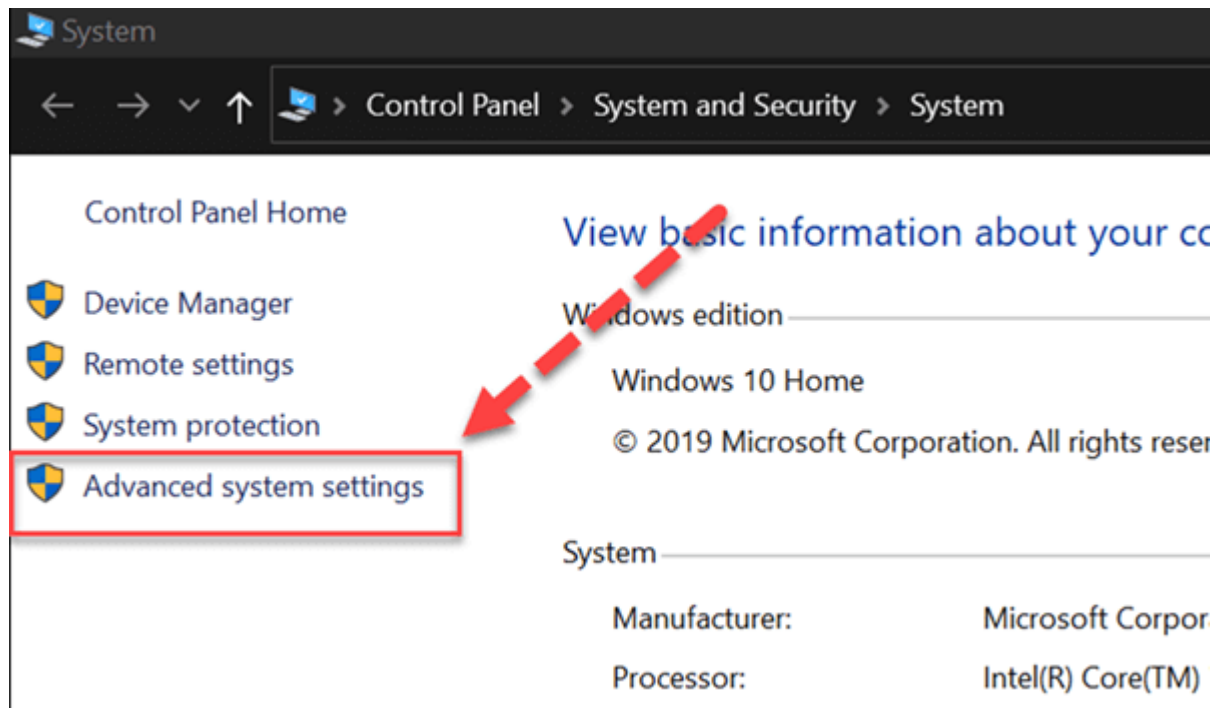 System
Control Panel > System and Security > System
Control Panel Home
View basic information about your co
Device Manager
Windows edition
Remote settings
Windows 10 Home
System protection
© 2019 Microsoft Corporation. All rights reser
Advanced system settings
System
Manufacturer: Microsoft Corpor
Processor: Intel(R) Core(TM)